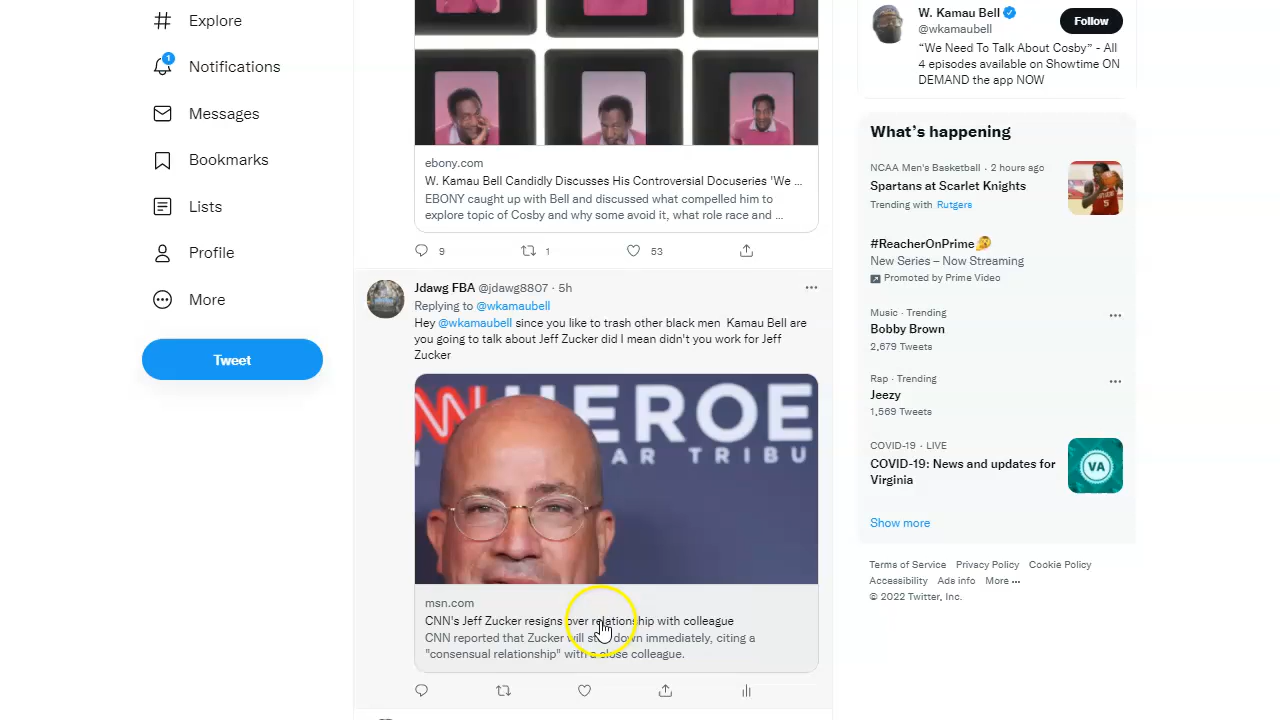 Explore
1
Notifications
Messages
Bookmarks
Lists
Profile
More
Tweet
ebony.com
W. Kamau Bell Candidly Discusses His Controversial Docuseries 'We ...
EBONY caught up with Bell and discussed what compelled him to
explore topic of Cosby and why some avoid it, what role race and ...
9 1 53
Jdawg FBA @jdawg8807 · 5h
Replying to @wkamaubell
Hey @wkamaubell since you like to trash other black men Kamau Bell are
you going to talk about Jeff Zucker did I mean didn't you work for Jeff
Zucker
HEROE
AR TRIBU
msn.com
CNN's Jeff Zucker resigns over relationship with colleague
CNN reported that Zucker will step down immediately, citing a
"consensual relationship" with a close colleague.
W. Kamau Bell
@wkamaubell
Follow
“We Need To Talk About Cosby” - All
4 episodes available on Showtime ON
DEMAND the app NOW
What’s happening
NCAA Men's Basketball · 2 hours ago
Spartans at Scarlet Knights
Trending with Rutgers
#ReacherOnPrime
New Series – Now Streaming
Promoted by Prime Video
Music · Trending
Bobby Brown
2,679 Tweets
Rap · Trending
Jeezy
1,569 Tweets
COVID-19 · LIVE
COVID-19: News and updates for
Virginia
VA
Show more
Terms of Service Privacy Policy Cookie Policy
Accessibility Ads info More ···
© 2022 Twitter, Inc.